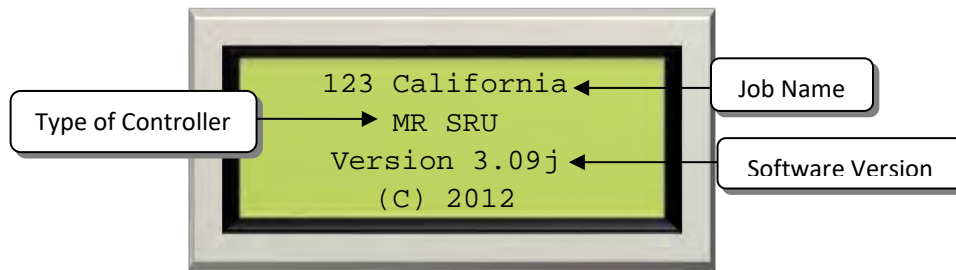 123 California
Job Name
Type of Controller
MR SRU
Version 3.09j
Software Version
(C) 2012